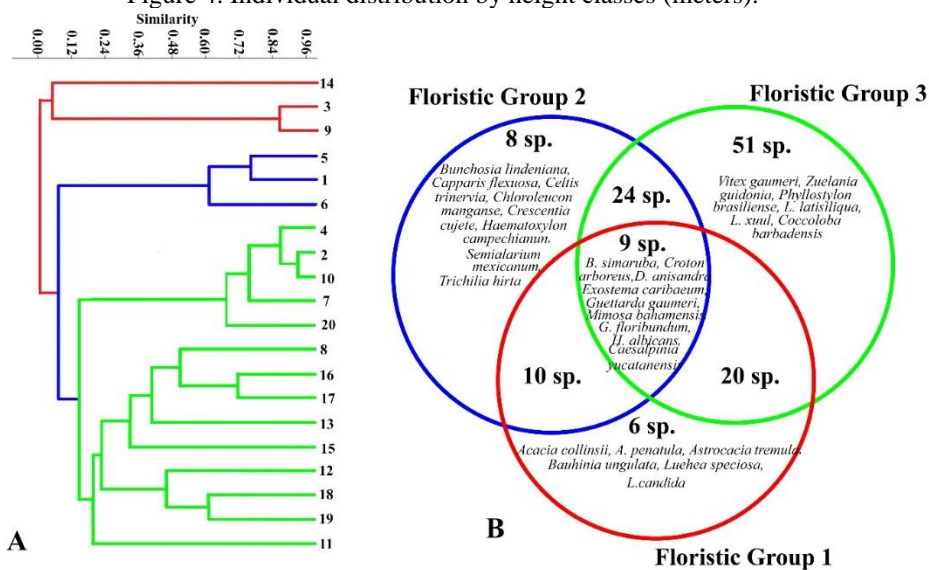 Figure 4. Individual distribution by height classes (meters).
Similarity
0.00 0.12 0.24 0.36 0.48 0.60 0.72 0.84 0.96
14
3
9
5
1
6
4
2
10
7
20
8
16
17
13
15
12
18
19
11
A
Floristic Group 2
8 sp.
Bunchosia lindeniana,
Capparis flexuosa, Celtis
trinervia, Chloroleucon
manganse, Crescentia
cujete, Haematoxylon
campechianun,
Semialarium
mexicanum,
Trichilia hirta
Floristic Group 3
51 sp.
Vitex gaumeri, Zuelania
guidonia, Phyllostylon
brasiliense, L. latisiliqua,
L. xuul, Coccoloba
barbadensis
24 sp.
9 sp.
B. simaruba, Croton
arboreus,D. anisandra
Exostema caribaeum,
Guettarda gaumeri,
Mimosa bahamensis
G. floribundum,
H. albicans,
Caesalpinia
yucatanensis
10 sp.
20 sp.
6 sp.
Acacia collinsii, A. penatula, Astrocacia tremula,
Bauhinia ungulata, Luehea speciosa,
L.candida
B
Floristic Group 1